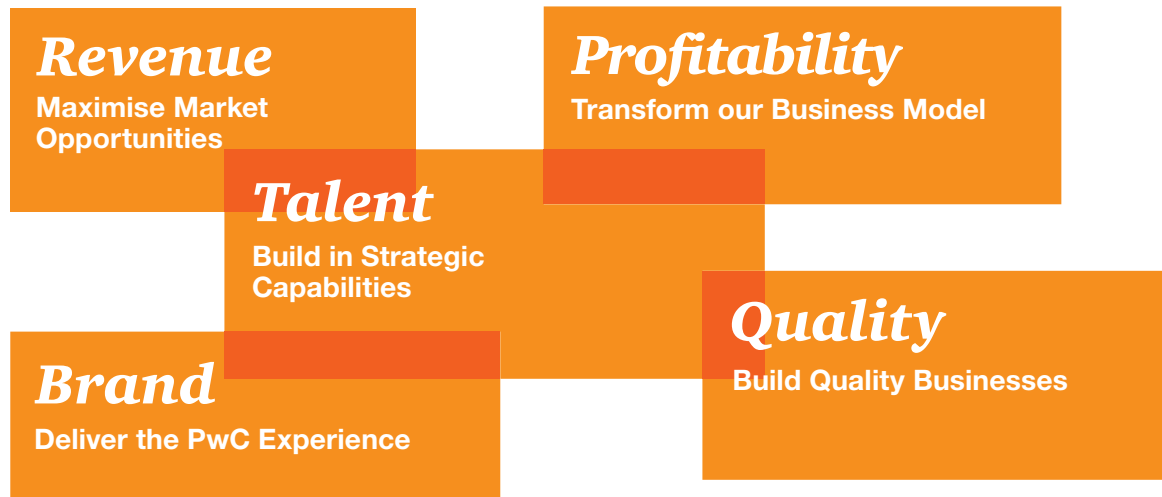 Revenue
Maximise Market
Opportunities
Profitability
Transform our Business Model
Talent
Build in Strategic
Capabilities
Quality
Build Quality Businesses
Brand
Deliver the PwC Experience